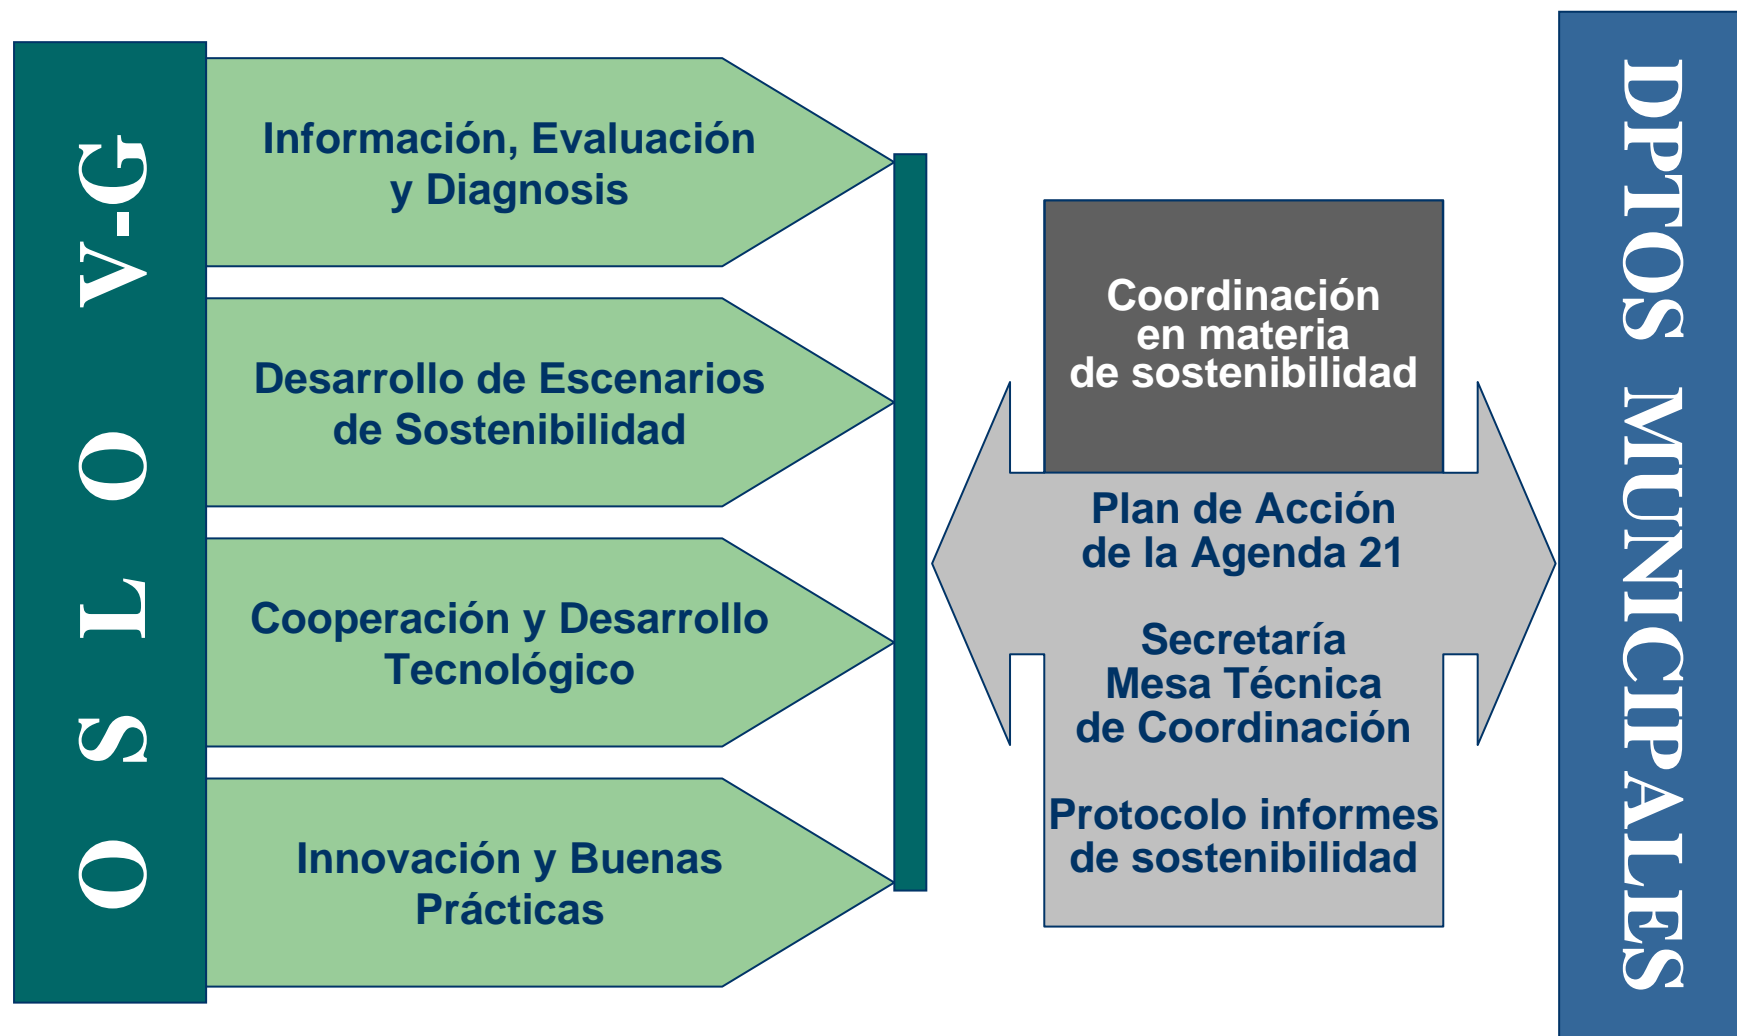 O S L O V-G
Información, Evaluación
y Diagnosis
Desarrollo de Escenarios
de Sostenibilidad
Cooperación y Desarrollo
Tecnológico
Innovación y Buenas
Prácticas
Coordinación
en materia
de sostenibilidad
Plan de Acción
de la Agenda 21
Secretaría
Mesa Técnica
de Coordinación
Protocolo informes
de sostenibilidad
DPTOS MUNICIPALES